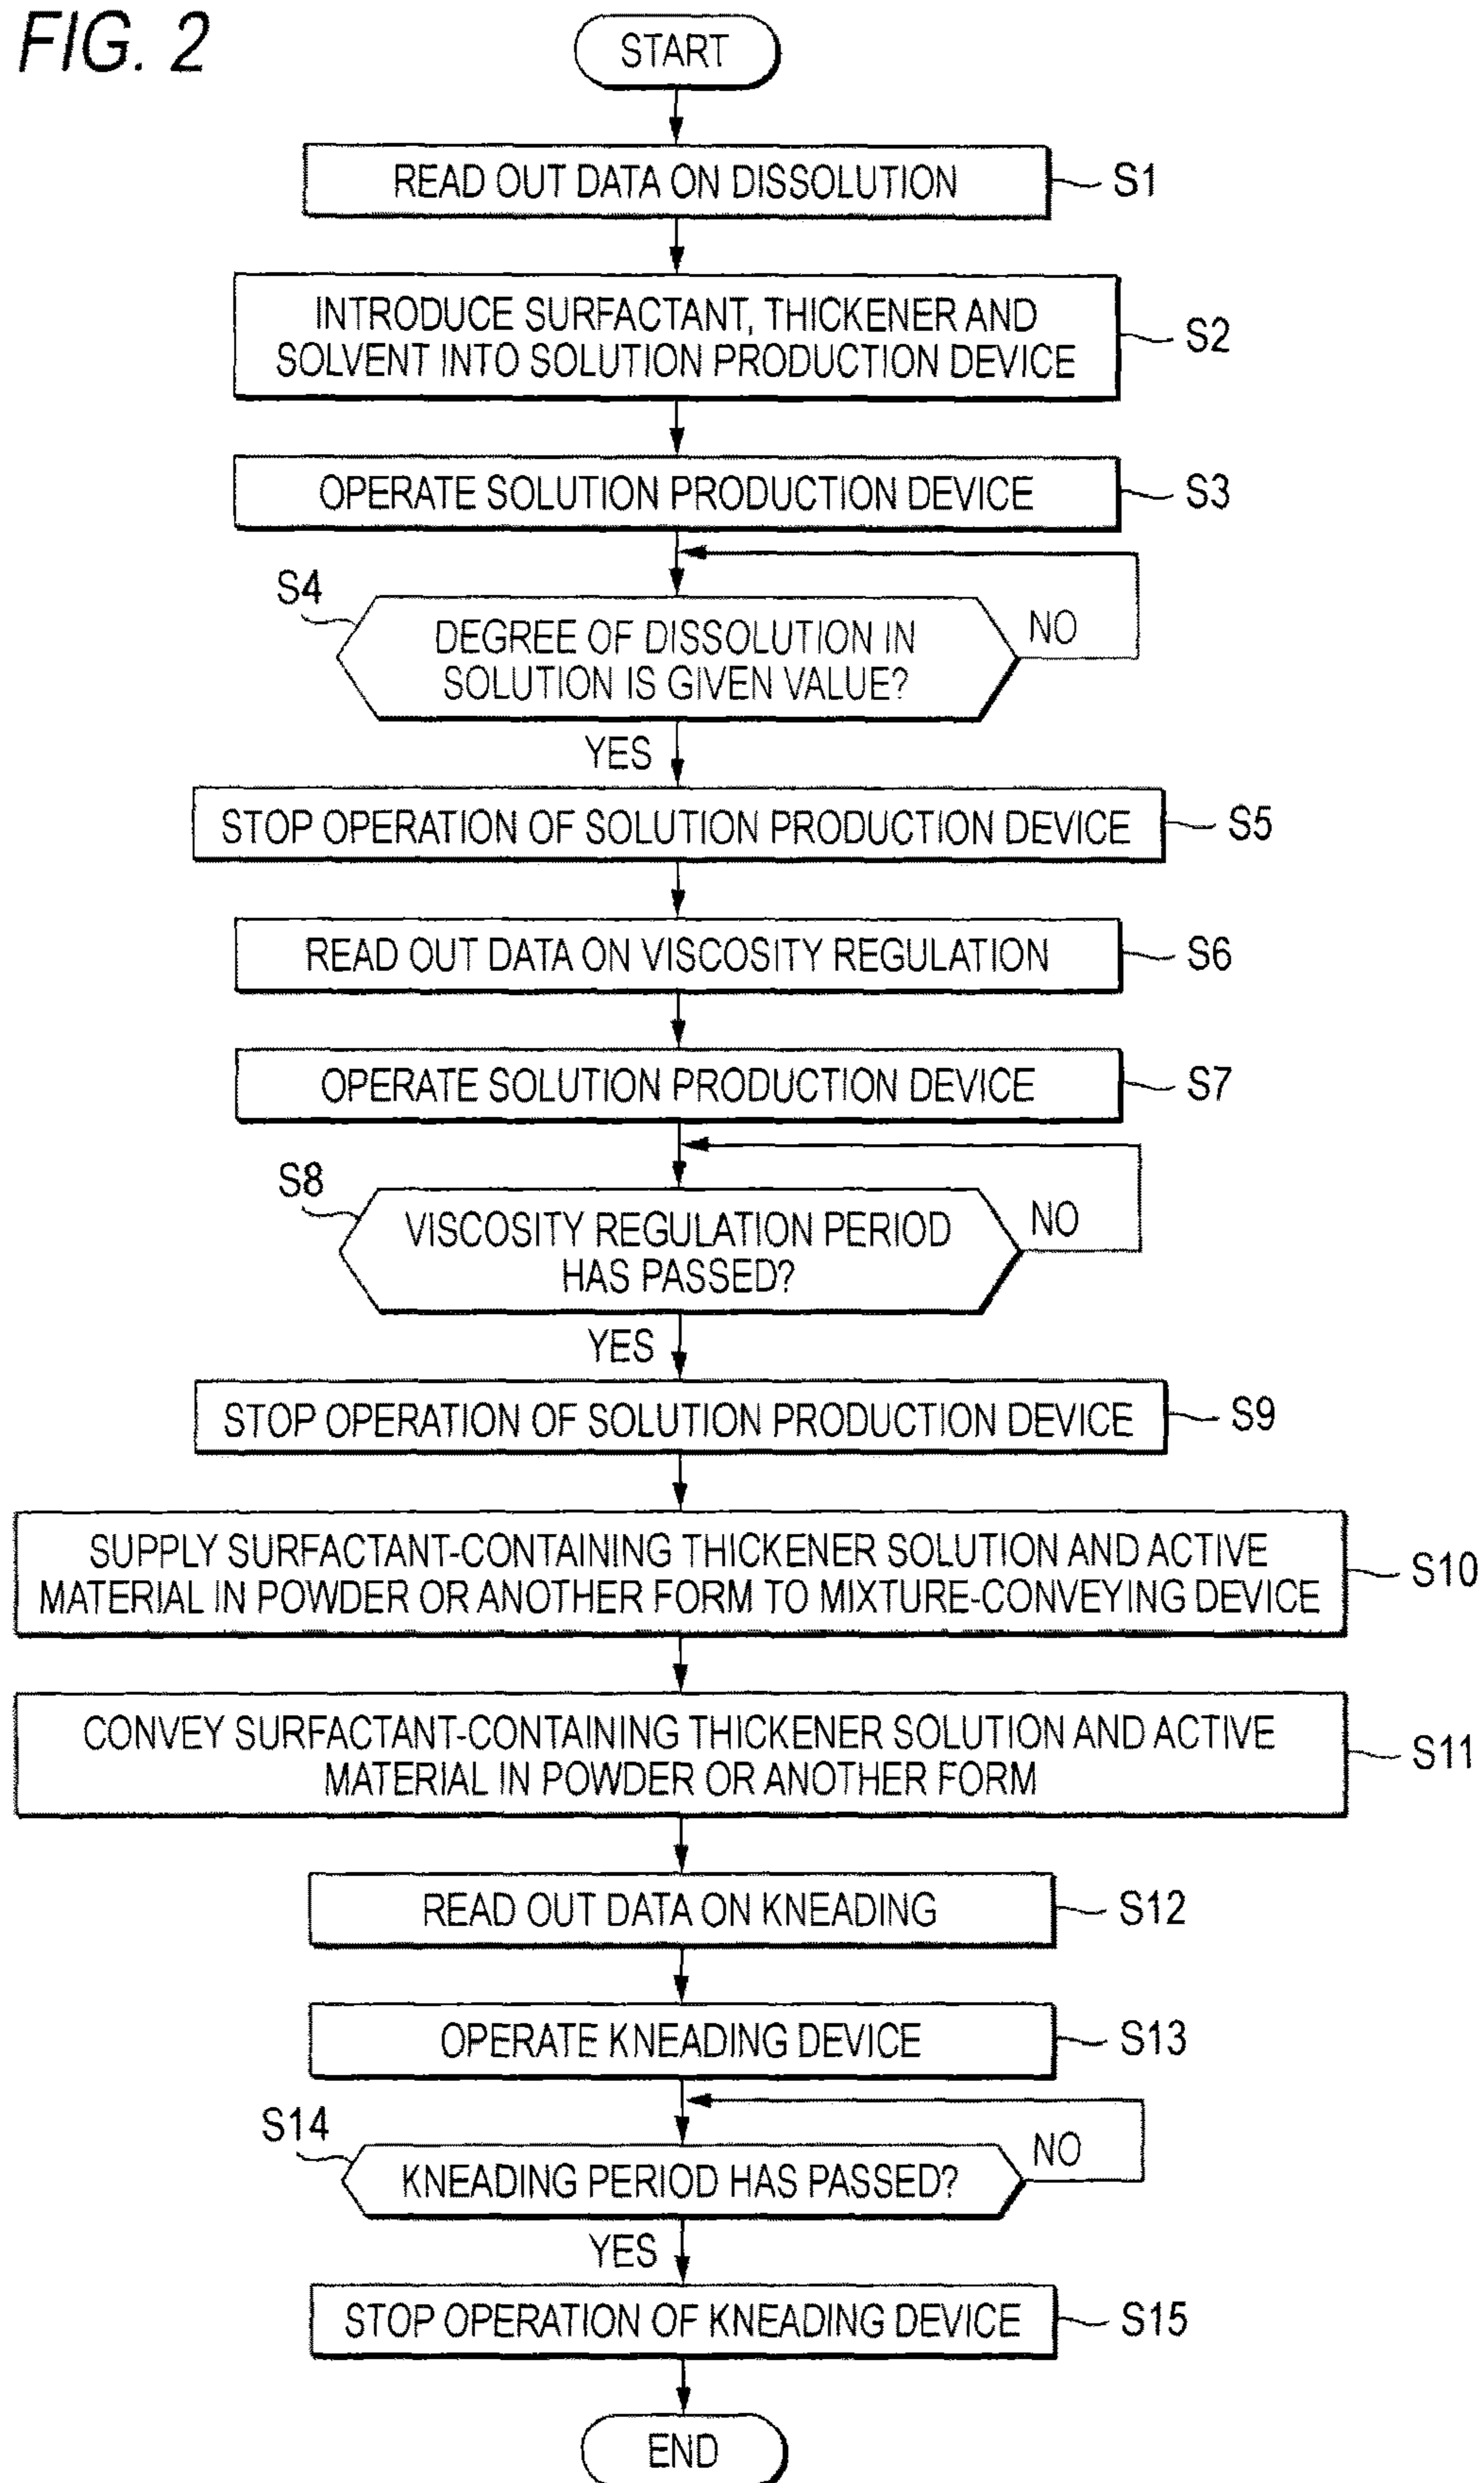 FIG. 2
START
READ OUT DATA ON DISSOLUTION
S1
INTRODUCE SURFACTANT, THICKENER AND
SOLVENT INTO SOLUTION PRODUCTION DEVICE
S2
OPERATE SOLUTION PRODUCTION DEVICE
S3
S4
DEGREE OF DISSOLUTION IN
SOLUTION IS GIVEN VALUE?
NO
YES
STOP OPERATION OF SOLUTION PRODUCTION DEVICE
S5
READ OUT DATA ON VISCOSITY REGULATION
S6
OPERATE SOLUTION PRODUCTION DEVICE
S7
S8
VISCOSITY REGULATION PERIOD
HAS PASSED?
NO
YES
STOP OPERATION OF SOLUTION PRODUCTION DEVICE
S9
SUPPLY SURFACTANT-CONTAINING THICKENER SOLUTION AND ACTIVE
MATERIAL IN POWDER OR ANOTHER FORM TO MIXTURE-CONVEYING DEVICE
S10
CONVEY SURFACTANT-CONTAINING THICKENER SOLUTION AND ACTIVE
MATERIAL IN POWDER OR ANOTHER FORM
S11
READ OUT DATA ON KNEADING
S12
OPERATE KNEADING DEVICE
S13
S14
KNEADING PERIOD HAS PASSED?
NO
YES
STOP OPERATION OF KNEADING DEVICE
S15
END